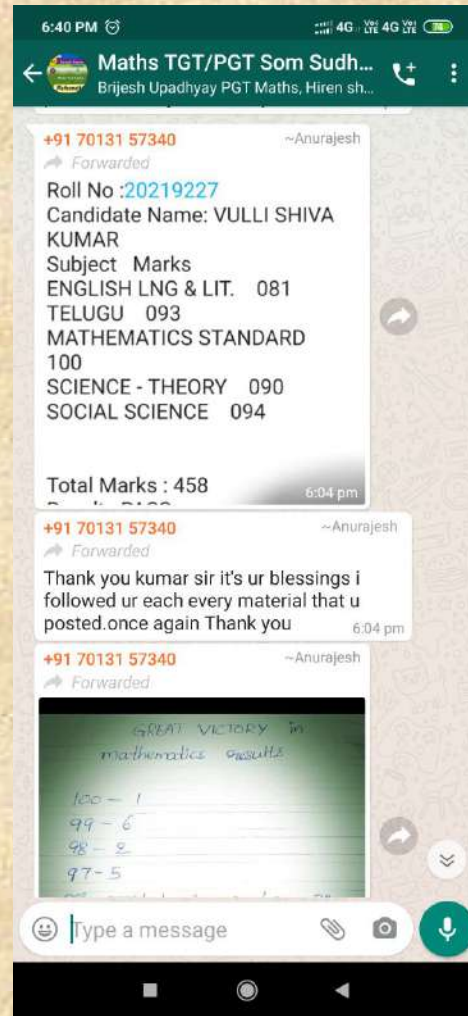 6:40 PM
4G 4G
Maths TGT/PGT Som Sudh...
Brijesh Upadhyay PGT Maths, Hiren sh...
+91 70131 57340 ~Anurajesh
Forwarded
Roll No :20219227
Candidate Name: VULLI SHIVA
KUMAR
Subject Marks
ENGLISH LNG & LIT. 081
TELUGU 093
MATHEMATICS STANDARD
100
SCIENCE - THEORY 090
SOCIAL SCIENCE 094
Total Marks : 458
6:04 pm
+91 70131 57340 ~Anurajesh
Forwarded
Thank you kumar sir it's ur blessings i
followed ur each every material that u
posted.once again Thank you
6:04 pm
+91 70131 57340 ~Anurajesh
Forwarded
GREAT VICTORY in
mathematics results
100 - 1
99 - 6
98 - 2
97 - 5
Type a message